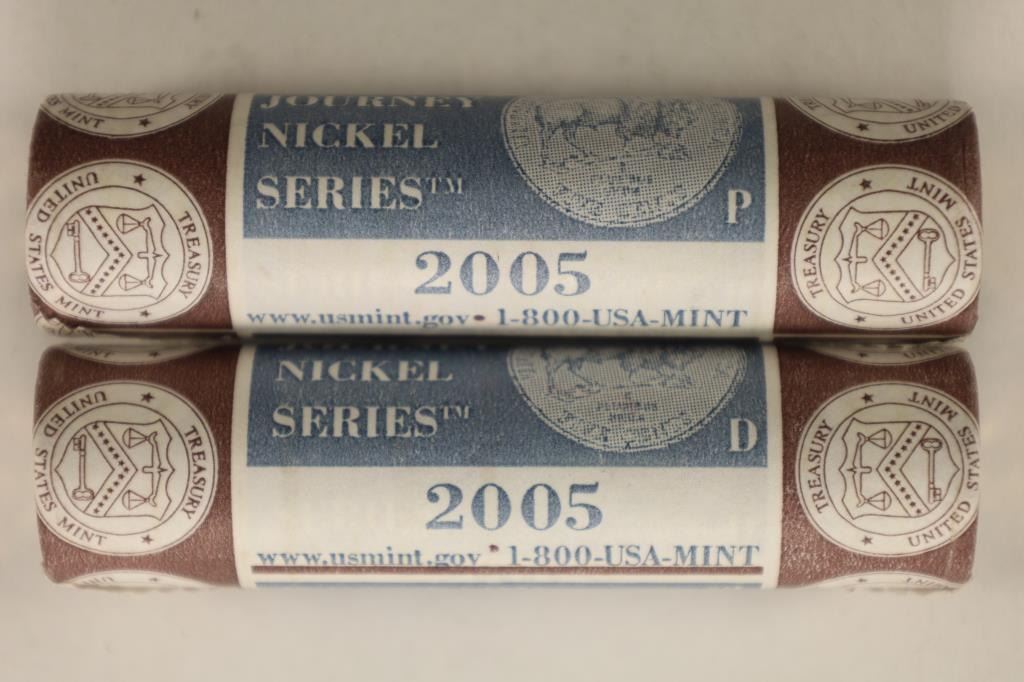 JOURNEY
NICKEL
SERIES™
P
2005
www.usmint.gov • 1-800-USA-MINT
UNITED STATES MINT ★ TREASURY ★
TREASURY ★ UNITED STATES MINT ★
NICKEL
SERIES™
D
2005
www.usmint.gov • 1-800-USA-MINT
UNITED STATES MINT ★ TREASURY ★
TREASURY ★ UNITED STATES MINT ★